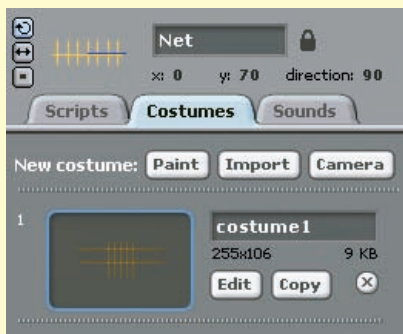 Net
x: 0 y: 70 direction: 90
Scripts Costumes Sounds
New costume: Paint Import Camera
1 costume1
255x106 9 KB
Edit Copy